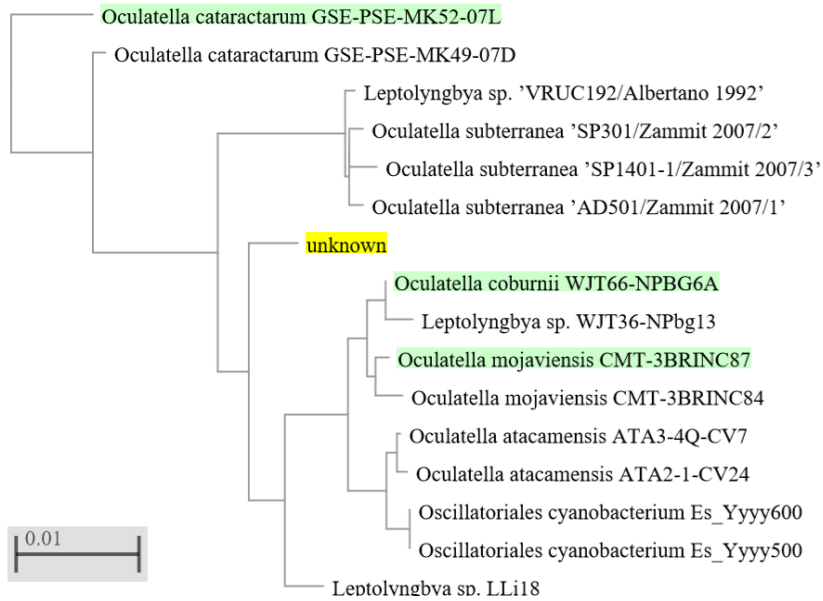 Oculatella cataractarum GSE-PSE-MK52-07L
Oculatella cataractarum GSE-PSE-MK49-07D
Leptolyngbya sp. ’VRUC192/Albertano 1992’
Oculatella subterranea ’SP301/Zammit 2007/2’
Oculatella subterranea ’SP1401-1/Zammit 2007/3’
Oculatella subterranea ’AD501/Zammit 2007/1’
unknown
Oculatella coburnii WJT66-NPBG6A
Leptolyngbya sp. WJT36-NPbg13
Oculatella mojaviensis CMT-3BRINC87
Oculatella mojaviensis CMT-3BRINC84
Oculatella atacamensis ATA3-4Q-CV7
Oculatella atacamensis ATA2-1-CV24
Oscillatoriales cyanobacterium Es_Yyyy600
0.01
Oscillatoriales cyanobacterium Es_Yyyy500
Leptolyngbya sp. LLi18